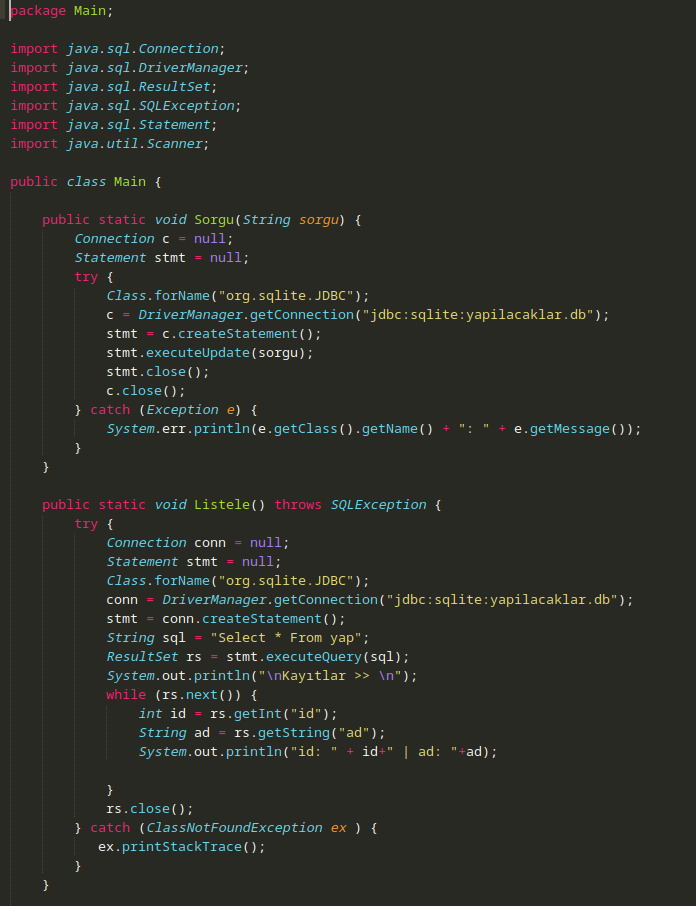 package Main;
import java.sql.Connection;
import java.sql.DriverManager;
import java.sql.ResultSet;
import java.sql.SQLException;
import java.sql.Statement;
import java.util.Scanner;
public class Main {
public static void Sorgu(String sorgu) {
Connection c = null;
Statement stmt = null;
try {
Class.forName("org.sqlite.JDBC");
c = DriverManager.getConnection("jdbc:sqlite:yapilacaklar.db");
stmt = c.createStatement();
stmt.executeUpdate(sorgu);
stmt.close();
c.close();
} catch (Exception e) {
System.err.println(e.getClass().getName() + ": " + e.getMessage());
}
}
public static void Listele() throws SQLException {
try {
Connection conn = null;
Statement stmt = null;
Class.forName("org.sqlite.JDBC");
conn = DriverManager.getConnection("jdbc:sqlite:yapilacaklar.db");
stmt = conn.createStatement();
String sql = "Select * From yap";
ResultSet rs = stmt.executeQuery(sql);
System.out.println("\nKayıtlar >> \n");
while (rs.next()) {
int id = rs.getInt("id");
String ad = rs.getString("ad");
System.out.println("id: " + id+" | ad: "+ad);
}
rs.close();
} catch (ClassNotFoundException ex ) {
ex.printStackTrace();
}
}